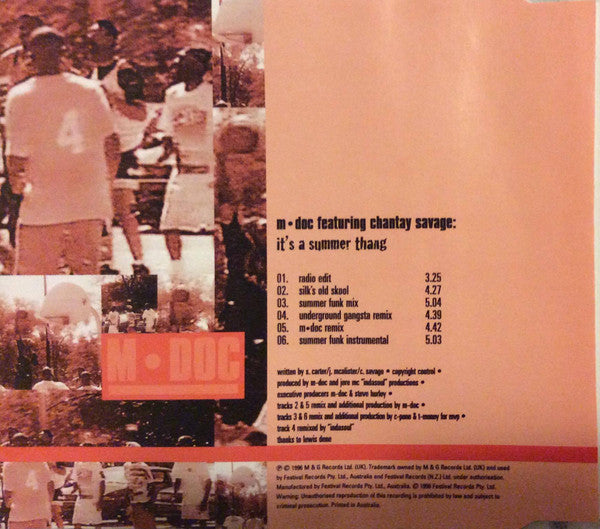 4
M•DOC
m•doc featuring chantay savage:
it's a summer thang
01. radio edit 3.25
02. silk's old skool 4.27
03. summer funk mix 5.04
04. underground gangsta remix 4.39
05. m•doc remix 4.42
06. summer funk instrumental 5.03
written by s. carter/j. mcalister/c. savage • copyright control •
produced by m-doc and jere mc "indasoul" productions •
executive producers m-doc & steve hurley •
tracks 2 & 5 remix and additional production by m-doc •
tracks 3 & 6 remix and additional production by c-pone & t-money for mvp •
track 4 remixed by "indasoul"
thanks to lewis dene
℗ © 1996 M & G Records Ltd. (UK). Trademark owned by M & G Records Ltd. (UK) and used
by Festival Records Pty. Ltd., Australia and Festival Records (N.Z.) Ltd. under authorisation.
Manufactured by Festival Records Pty. Ltd., Australia. © 1996 Festival Records Pty. Ltd.
Warning: Unauthorised reproduction of this recording is prohibited by law and subject to
criminal prosecution. Printed in Australia.